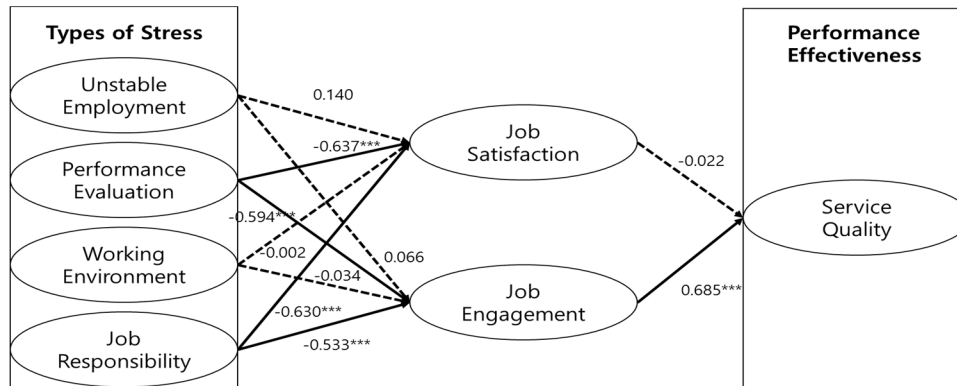 Types of Stress
Unstable
Employment
Performance
Evaluation
Working
Environment
Job
Responsibility
0.140
-0.637***
-0.594***
-0.002
0.066
-0.034
-0.630***
-0.533***
Job
Satisfaction
Job
Engagement
-0.022
0.685***
Performance
Effectiveness
Service
Quality